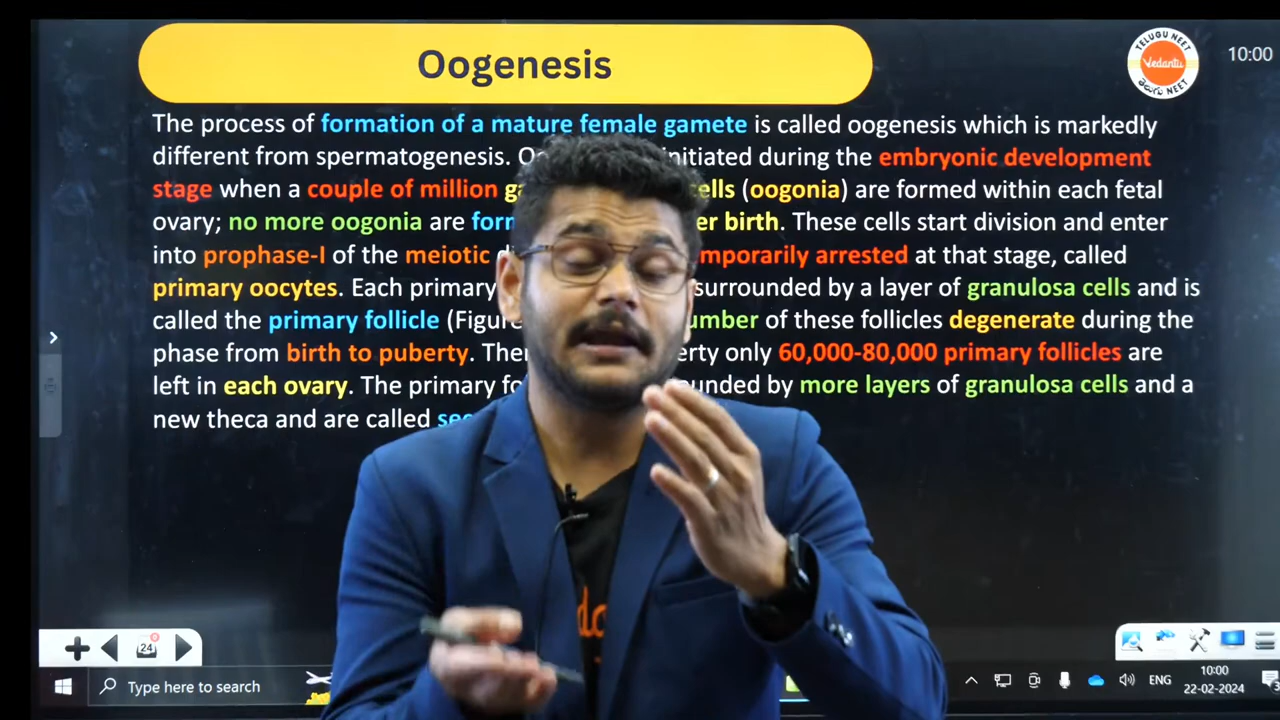 Oogenesis
TELUGU NEET
Vedantu
తెలుగు NEET
10:00
The process of formation of a mature female gamete is called oogenesis which is markedly
different from spermatogenesis. initiated during the embryonic development
stage when a couple of million cells (oogonia) are formed within each fetal
ovary; no more oogonia are birth. These cells start division and enter
into prophase-I of the meiotic arrested at that stage, called
primary oocytes. Each primary surrounded by a layer of granulosa cells and is
called the primary follicle of these follicles degenerate during the
phase from birth to puberty. only 60,000-80,000 primary follicles are
left in each ovary. The primary by more layers of granulosa cells and a
new theca and are called
24
Type here to search
ENG
10:00
22-02-2024